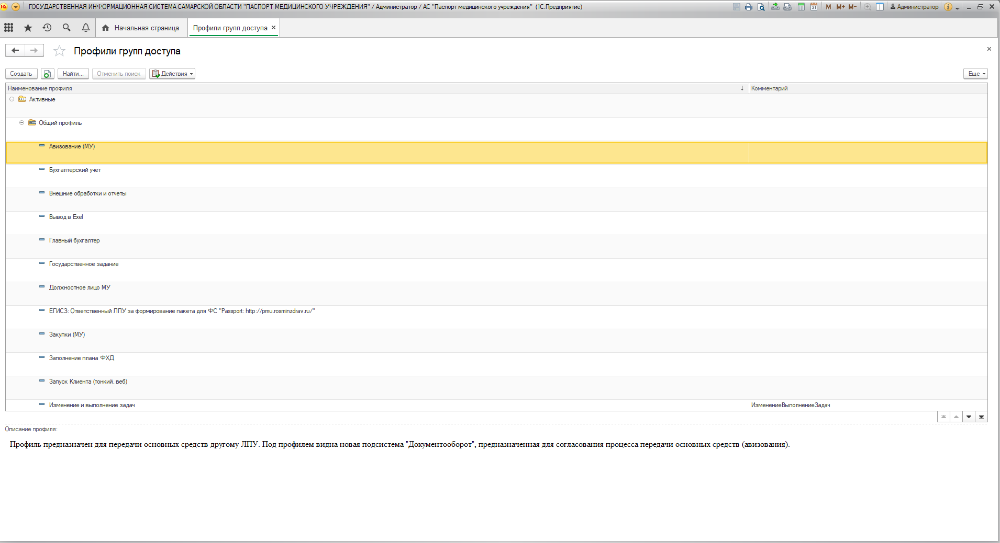 ГОСУДАРСТВЕННАЯ ИНФОРМАЦИОННАЯ СИСТЕМА САМАРСКОЙ ОБЛАСТИ "ПАСПОРТ МЕДИЦИНСКОГО УЧРЕЖДЕНИЯ" / Администратор / АС "Паспорт медицинского учреждения" (1С:Предприятие)
M M+ M- Администратор
Начальная страница Профили групп доступа
Профили групп доступа
Создать Найти... Отменить поиск Действия Еще
Наименование профиля Комментарий
Активные
Общий профиль
Авизование (МУ)
Бухгалтерский учет
Внешние обработки и отчеты
Вывод в Exel
Главный бухгалтер
Государственное задание
Должностное лицо МУ
ЕГИСЗ: Ответственный ЛПУ за формирование пакета для ФС "Passport: http://pmu.rosminzdrav.ru/"
Закупки (МУ)
Заполнение плана ФХД
Запуск Клиента (тонкий, веб)
Изменение и выполнение задач ИзменениеВыполнениеЗадач
Описание профиля:
Профиль предназначен для передачи основных средств другому ЛПУ. Под профилем видна новая подсистема "Документооборот", предназначенная для согласования процесса передачи основных средств (авизования).